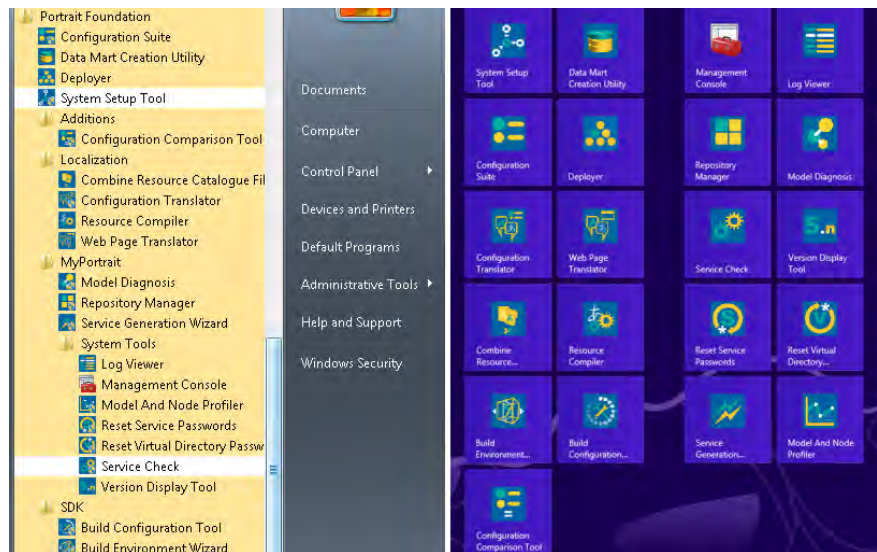 Portrait Foundation
Configuration Suite
Data Mart Creation Utility
Deployer
System Setup Tool
Additions
Configuration Comparison Tool
Localization
Combine Resource Catalogue Fil
Configuration Translator
Resource Compiler
Web Page Translator
MyPortrait
Model Diagnosis
Repository Manager
Service Generation Wizard
System Tools
Log Viewer
Management Console
Model And Node Profiler
Reset Service Passwords
Reset Virtual Directory Passw
Service Check
Version Display Tool
SDK
Build Configuration Tool
Build Environment Wizard
Documents
Computer
Control Panel
Devices and Printers
Default Programs
Administrative Tools
Help and Support
Windows Security
System Setup
Tool
Data Mart
Creation Utility
Management
Console
Log Viewer
Configuration
Suite
Deployer
Repository
Manager
Model Diagnosis
Configuration
Translator
Web Page
Translator
Service Check
S.n
Version Display
Tool
Combine
Resource...
Resource
Compiler
Reset Service
Passwords
Reset Virtual
Directory...
Build
Environment...
Build
Configuration...
Service
Generation...
Model And Node
Profiler
Configuration
Comparison Tool